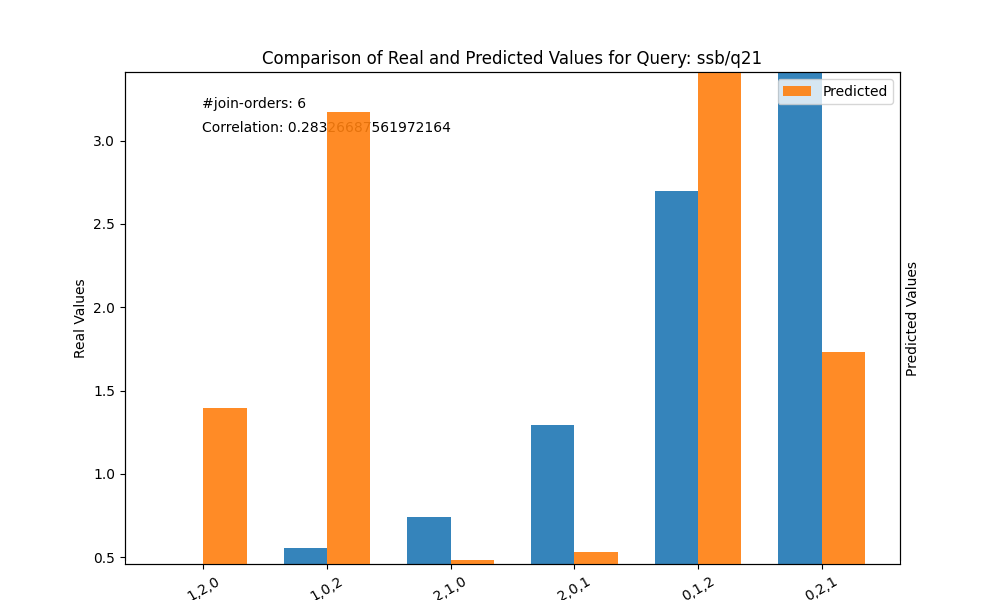 Comparison of Real and Predicted Values for Query: ssb/q21
#join-orders: 6
Correlation: 0.28326687561972164
Predicted
3.0
2.5
2.0
1.5
1.0
0.5
Real Values
Predicted Values
1,2,0
1,0,2
2,1,0
2,0,1
0,1,2
0,2,1